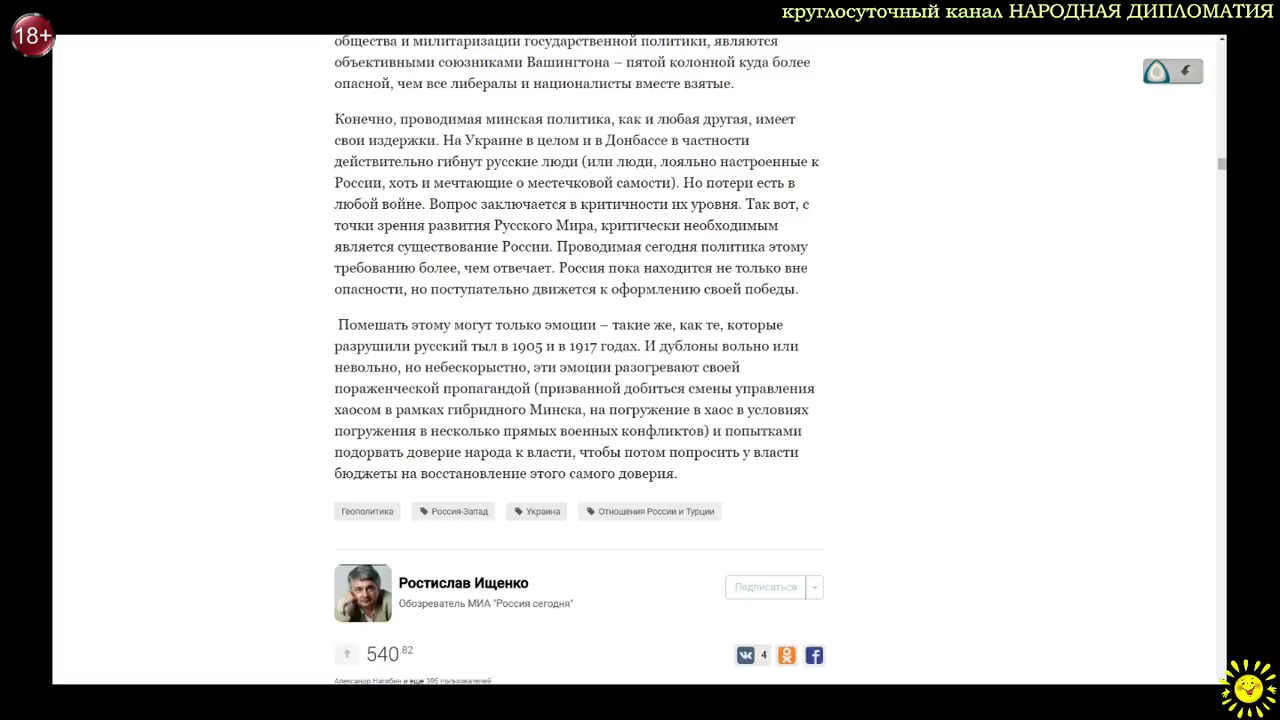 круглосуточный канал НАРОДНАЯ ДИПЛОМАТИЯ
18+
общества и милитаризации государственной политики, являются
объективными союзниками Вашингтона – пятой колонной куда более
опасной, чем все либералы и националисты вместе взятые.
Конечно, проводимая минская политика, как и любая другая, имеет
свои издержки. На Украине в целом и в Донбассе в частности
действительно гибнут русские люди (или люди, лояльно настроенные к
России, хоть и мечтающие о местечковой самости). Но потери есть в
любой войне. Вопрос заключается в критичности их уровня. Так вот, с
точки зрения развития Русского Мира, критически необходимым
является существование России. Проводимая сегодня политика этому
требованию более, чем отвечает. Россия пока находится не только вне
опасности, но поступательно движется к оформлению своей победы.
Помешать этому могут только эмоции – такие же, как те, которые
разрушили русский тыл в 1905 и в 1917 годах. И дублоны вольно или
невольно, но небескорыстно, эти эмоции разогревают своей
пораженческой пропагандой (призванной добиться смены управления
хаосом в рамках гибридного Минска, на погружение в хаос в условиях
погружения в несколько прямых военных конфликтов) и попытками
подорвать доверие народа к власти, чтобы потом попросить у власти
бюджеты на восстановление этого самого доверия.
Геополитика Россия-Запад Украина Отношения России и Турции
Ростислав Ищенко
Подписаться
Обозреватель МИА "Россия сегодня"
540.82
4
Александр Нагибин и еще 395 пользователей